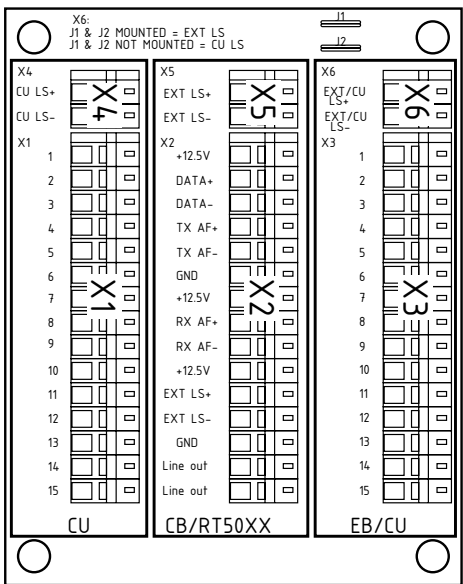 X6:
J1 & J2 MOUNTED = EXT LS
J1 & J2 NOT MOUNTED = CU LS
J1
J2
X4
CU LS+
CU LS-
X4
X1
1
2
3
4
5
6
7
8
9
10
11
12
13
14
15
X1
CU
X5
EXT LS+
EXT LS-
X5
X2
+12.5V
DATA+
DATA-
TX AF+
TX AF-
GND
+12.5V
RX AF+
RX AF-
+12.5V
EXT LS+
EXT LS-
GND
Line out
Line out
X2
CB/RT50XX
X6
EXT/CU
LS+
EXT/CU
LS-
X6
X3
1
2
3
4
5
6
7
8
9
10
11
12
13
14
15
X3
EB/CU